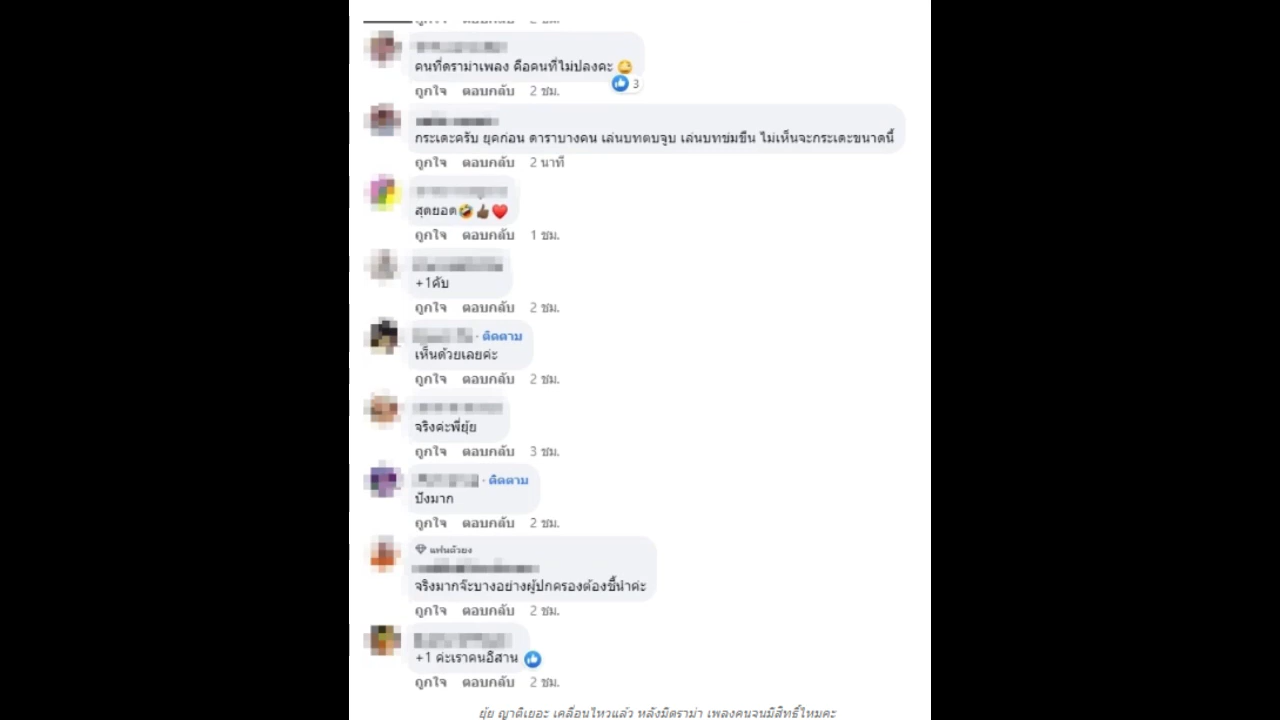 คนที่ดราม่าเพลง คือคนที่ไม่ปลงคะ
3
ถูกใจ ตอบกลับ 2 ชม.
กระเดะครับ ยุคก่อน ดาราบางคน เล่นบทตบจูบ เล่นบทข่มขืน ไม่เห็นจะกระเดะขนาดนี้
ถูกใจ ตอบกลับ 2 นาที
สุดยอด🤣👍🏾❤️
ถูกใจ ตอบกลับ 1 ชม.
+1คับ
ถูกใจ ตอบกลับ 2 ชม.
· ติดตาม
เห็นด้วยเลยค่ะ
ถูกใจ ตอบกลับ 2 ชม.
จริงค่ะพี่ยุ้ย
ถูกใจ ตอบกลับ 3 ชม.
· ติดตาม
ปังมาก
ถูกใจ ตอบกลับ 2 ชม.
แฟนตัวยง
จริงมากจ๊ะบางอย่างผู้ปกครองต้องชี้นำค่ะ
ถูกใจ ตอบกลับ 2 ชม.
+1 ค่ะเราคนอิสาน
ถูกใจ ตอบกลับ 2 ชม.
ยุ้ย ญาติเยอะ เคลื่อนไหวแล้ว หลังมีดราม่า เพลงคนจนมีสิทธิ์ไหมคะ